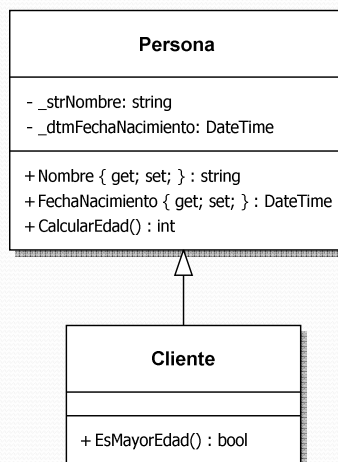 Persona
- _strNombre: string
- _dtmFechaNacimiento: DateTime
+ Nombre { get; set; } : string
+ FechaNacimiento { get; set; } : DateTime
+ CalcularEdad() : int
Cliente
+ EsMayorEdad() : bool